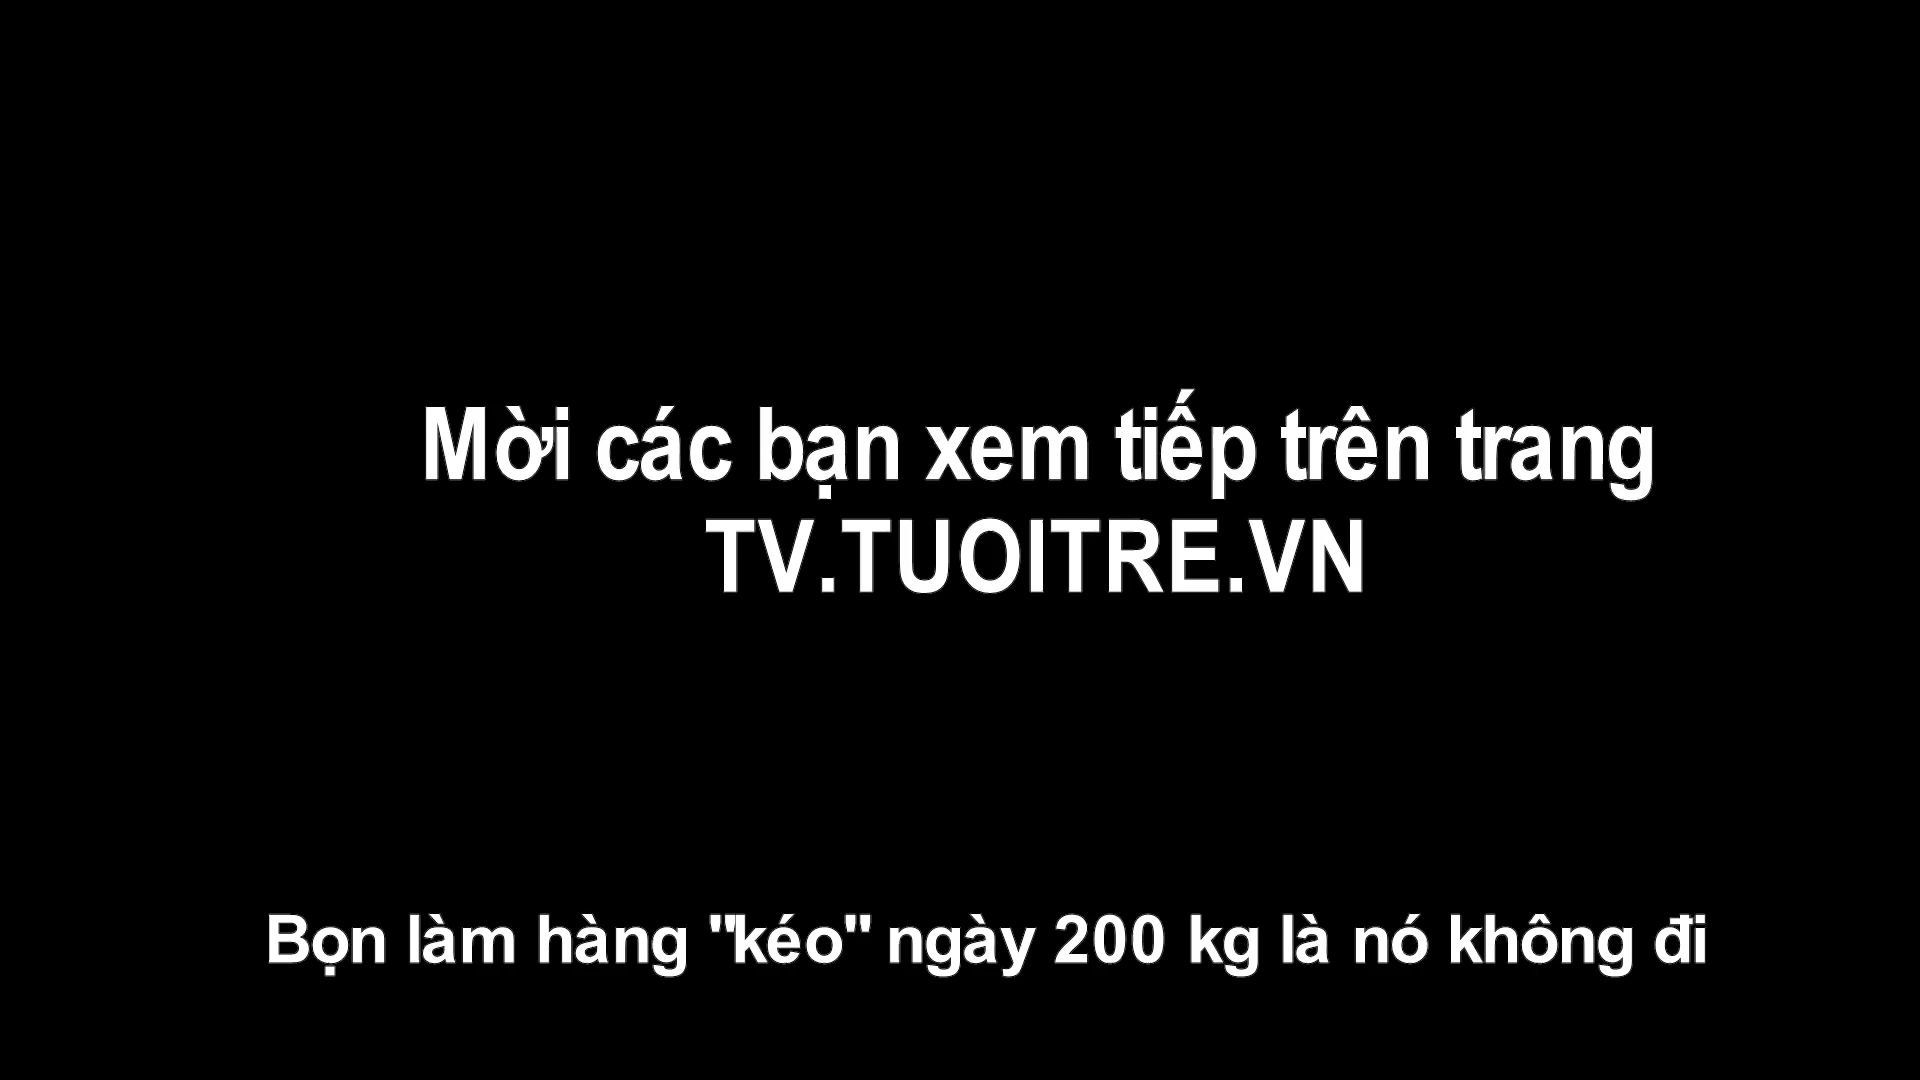 Mời các bạn xem tiếp trên trang
TV.TUOITRE.VN
Bọn làm hàng "kéo" ngày 200 kg là nó không đi